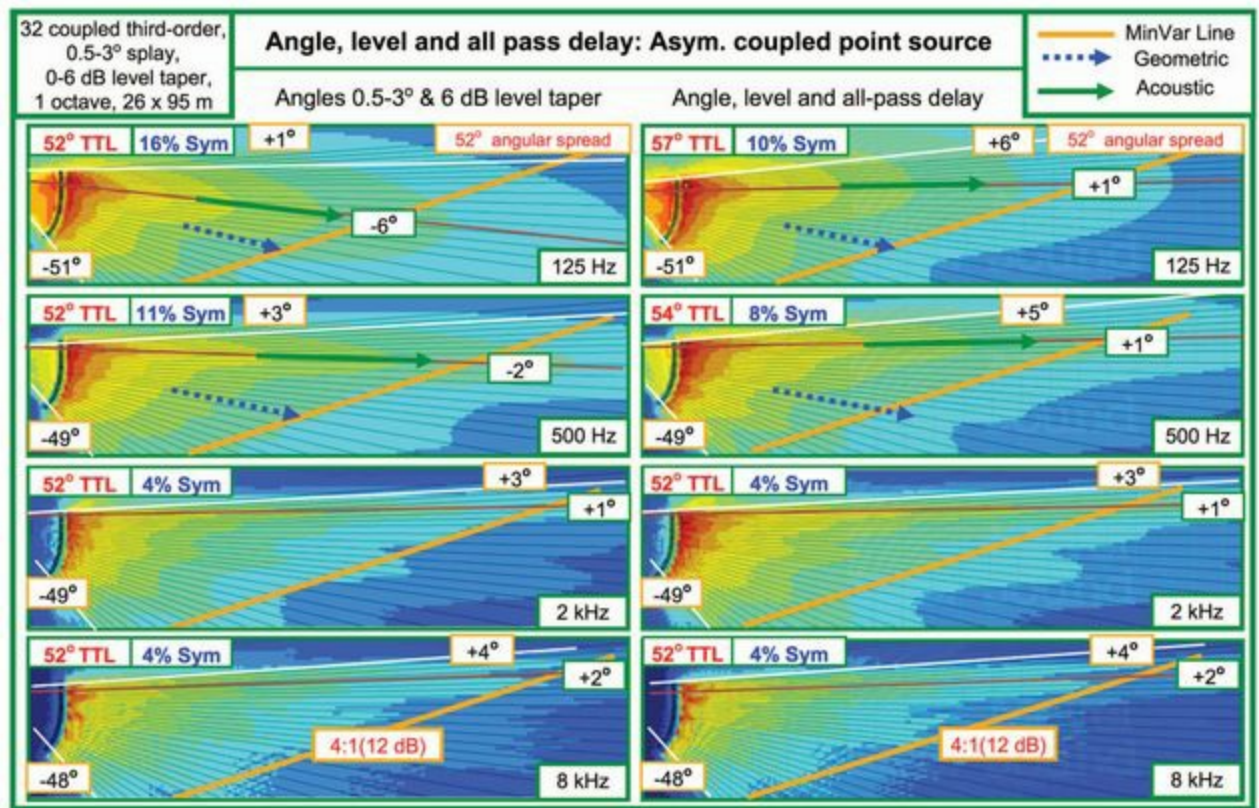 32 coupled third-order,
0.5-3° splay,
0-6 dB level taper,
1 octave, 26 x 95 m
Angle, level and all pass delay: Asym. coupled point source
Angles 0.5-3° & 6 dB level taper
Angle, level and all-pass delay
MinVar Line
Geometric
Acoustic
52° TTL
16% Sym
+1°
52° angular spread
-6°
-51°
125 Hz
57° TTL
10% Sym
+6°
52° angular spread
+1°
-51°
125 Hz
52° TTL
11% Sym
+3°
-2°
-49°
500 Hz
54° TTL
8% Sym
+5°
+1°
-49°
500 Hz
52° TTL
4% Sym
+3°
+1°
-49°
2 kHz
52° TTL
4% Sym
+3°
+1°
-49°
2 kHz
52° TTL
4% Sym
+4°
+2°
4:1(12 dB)
-48°
8 kHz
52° TTL
4% Sym
+4°
+2°
4:1(12 dB)
-48°
8 kHz